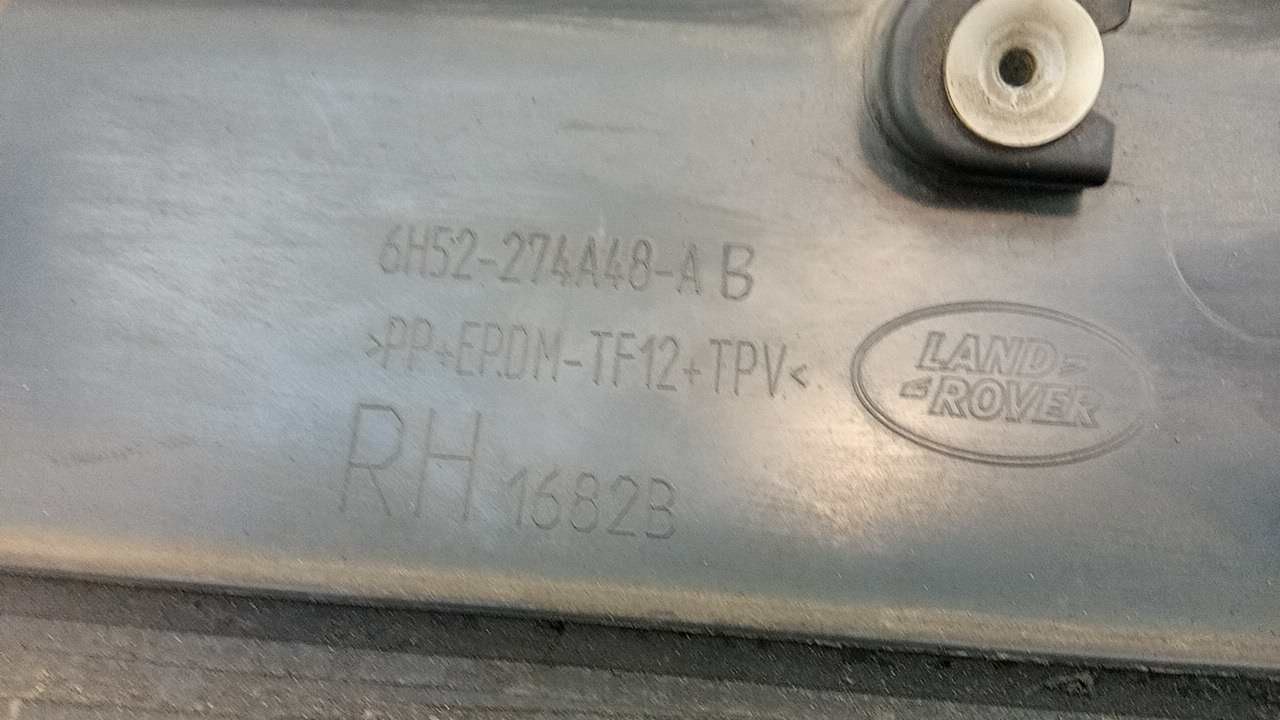 6H52-274A48-A B
>PP+EPDM-TF12+TPV<
LAND
ROVER
RH 1682B